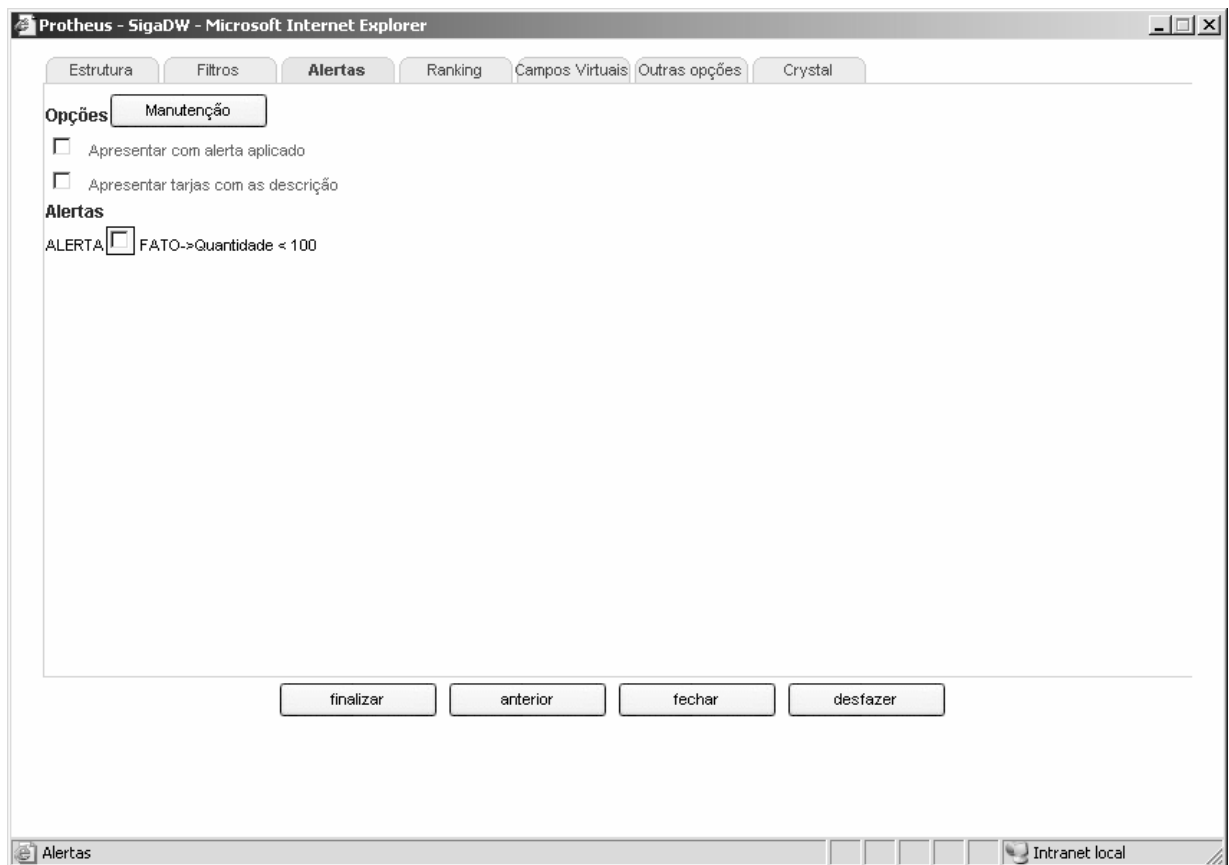 Protheus - SigaDW - Microsoft Internet Explorer
Estrutura Filtros Alertas Ranking Campos Virtuais Outras opções Crystal
Opções Manutenção
Apresentar com alerta aplicado
Apresentar tarjas com as descrição
Alertas
ALERTA FATO->Quantidade < 100
finalizar anterior fechar desfazer
Alertas Intranet local